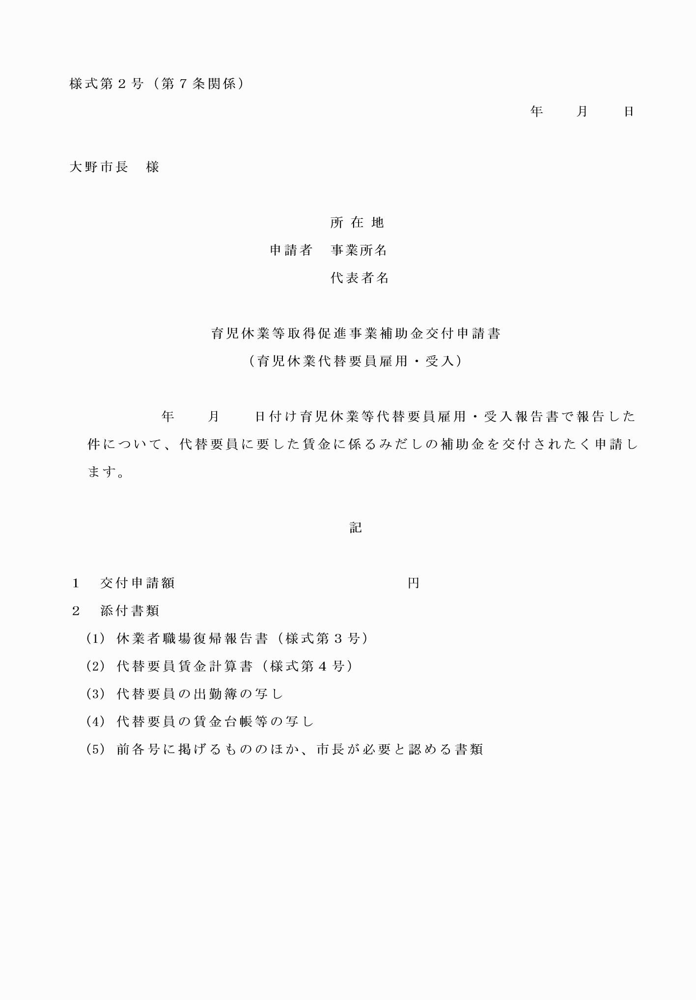 様式第２号（第７条関係）
年　　月　　日
大野市長　様
所在地
申請者　事業所名
代表者名
育児休業等取得促進事業補助金交付申請書
（育児休業代替要員雇用・受入）
年　　月　　日付け育児休業等代替要員雇用・受入報告書で報告した
件について、代替要員に要した賃金に係るみだしの補助金を交付されたく申請し
ます。
記
１　交付申請額　　　　　　　　　　　　　　　円
２　添付書類
(1) 休業者職場復帰報告書（様式第３号）
(2) 代替要員賃金計算書（様式第４号）
(3) 代替要員の出勤簿の写し
(4) 代替要員の賃金台帳等の写し
(5) 前各号に掲げるもののほか、市長が必要と認める書類